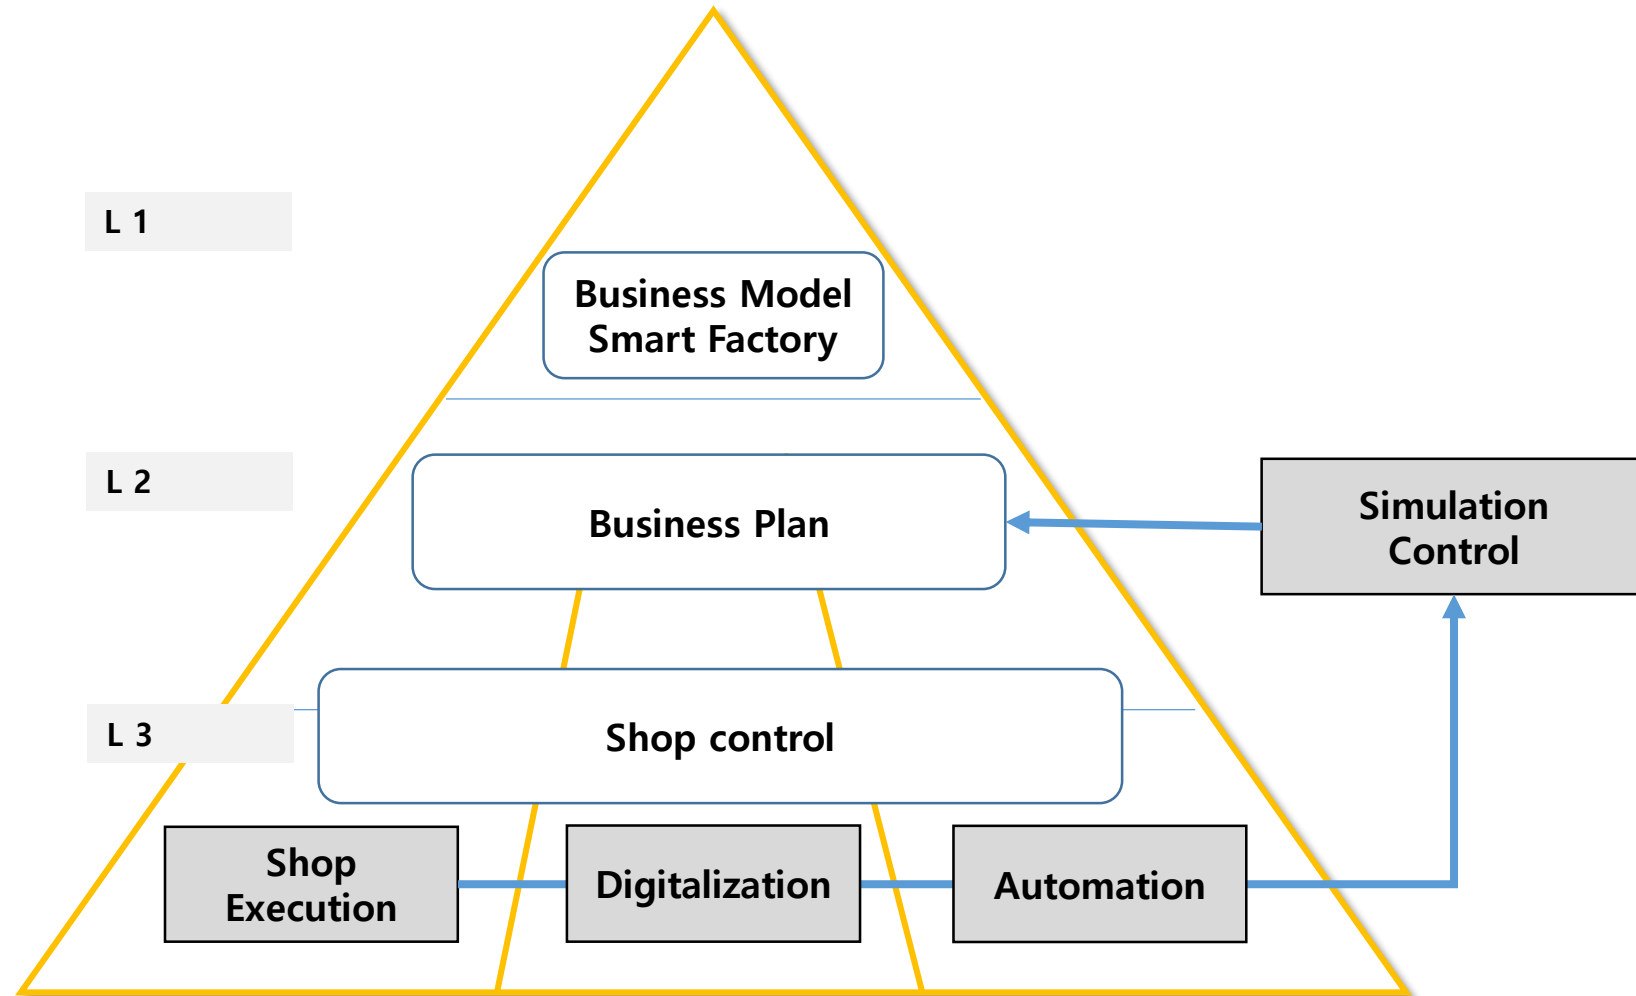 L 1
Business Model
Smart Factory
L 2
Business Plan
Simulation
Control
L 3
Shop control
Shop
Execution
Digitalization
Automation